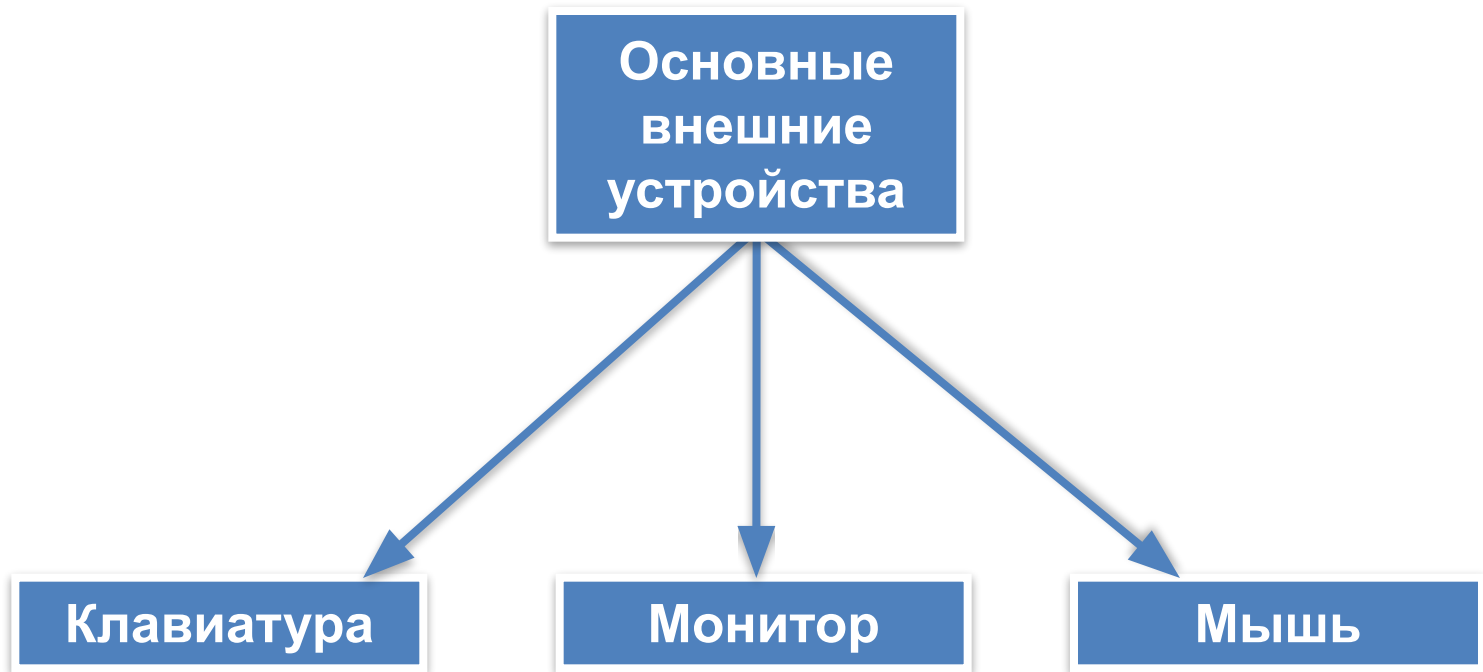 Основные
внешние
устройства
Клавиатура
Монитор
Мышь